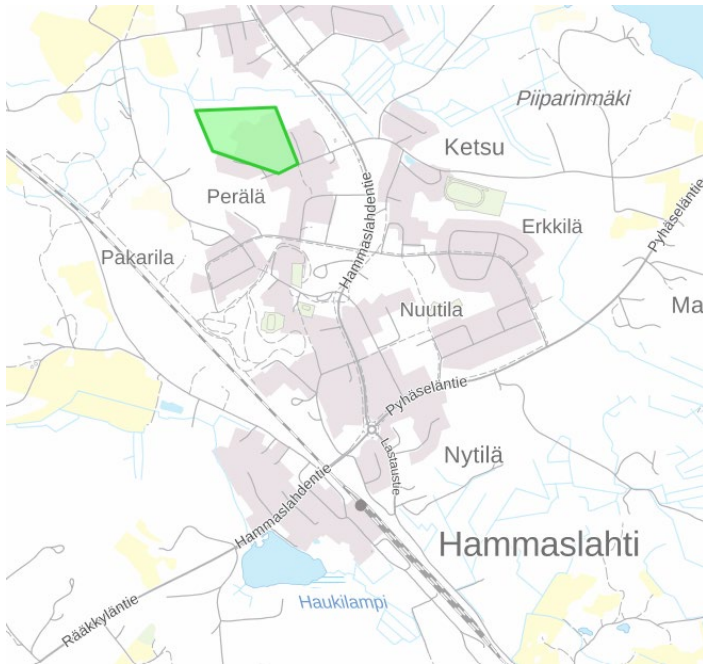 Piiparinmäki
Ketsu
Perälä
Hammaslahdentie
Erkkilä
Pyhäseläntie
Pakarila
Nuutila
Ma
Pyhäseläntie
Lastaustie
Nytilä
Hammaslahdentie
Hammaslahti
Haukilampi
Rääkkyläntie